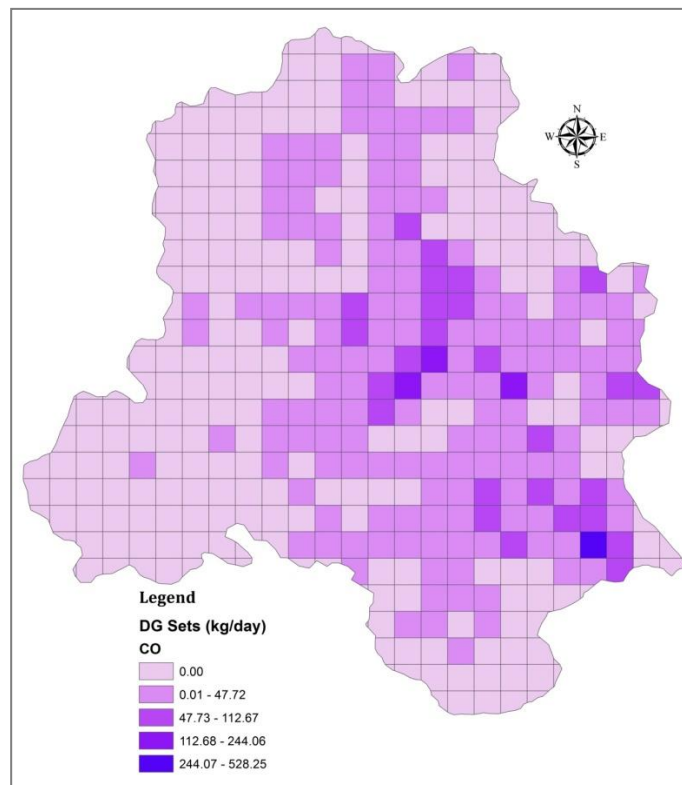 N
W E
S
Legend
DG Sets (kg/day)
CO
0.00
0.01 - 47.72
47.73 - 112.67
112.68 - 244.06
244.07 - 528.25